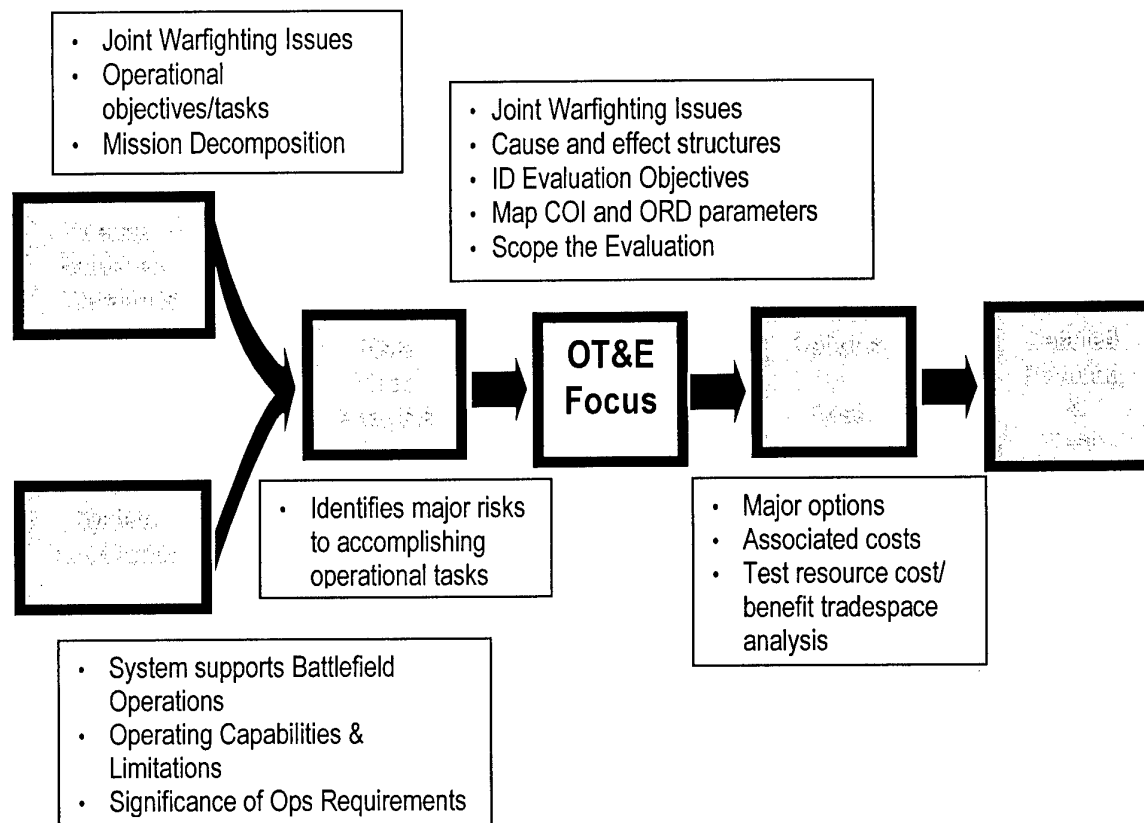 · Joint Warfighting Issues
· Operational
objectives/tasks
· Mission Decomposition
· Joint Warfighting Issues
· Cause and effect structures
· ID Evaluation Objectives
· Map COI and ORD parameters
· Scope the Evaluation
OT&E
Focus
System
· Identifies major risks
to accomplishing
operational tasks
· Major options
· Associated costs
· Test resource cost/
benefit tradespace
analysis
· System supports Battlefield
Operations
· Operating Capabilities &
Limitations
· Significance of Ops Requirements